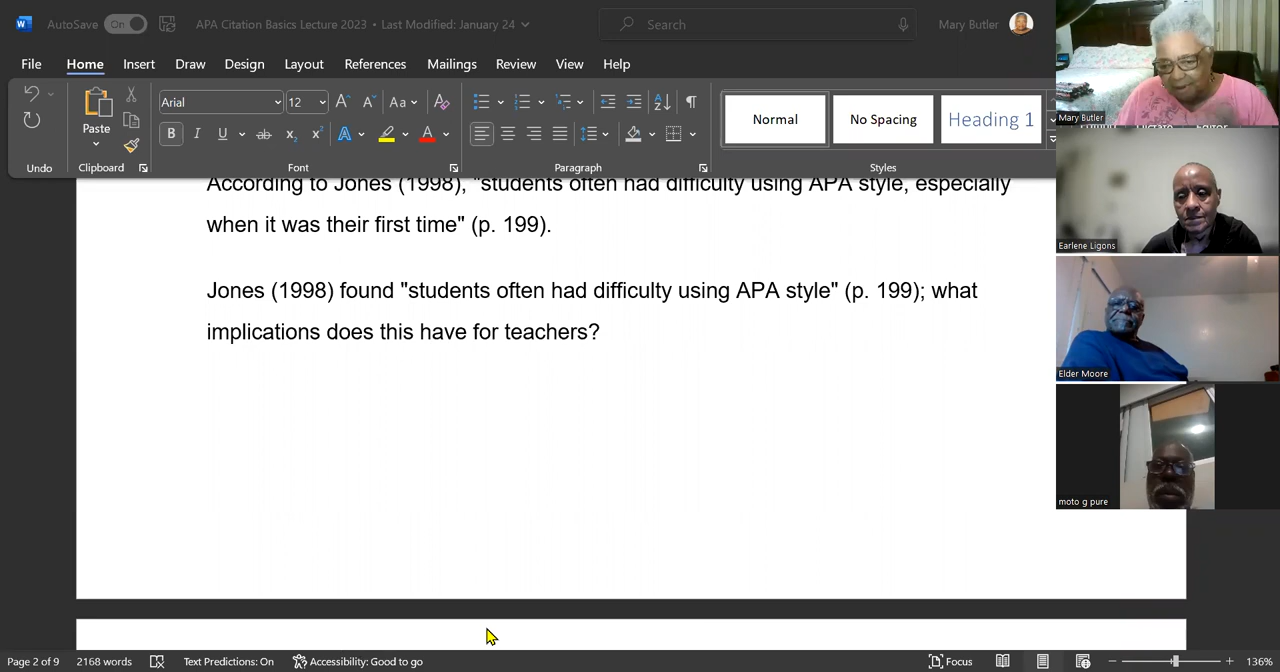 AutoSave On APA Citation Basics Lecture 2023 • Last Modified: January 24 Search Mary Butler
File Home Insert Draw Design Layout References Mailings Review View Help
Arial 12 Aa Normal No Spacing Heading 1
Paste
Undo Clipboard Font Paragraph Styles
According to Jones (1998), "students often had difficulty using APA style, especially
when it was their first time" (p. 199).
Jones (1998) found "students often had difficulty using APA style" (p. 199); what
implications does this have for teachers?
Mary Butler
Earlene Ligons
Elder Moore
moto g pure
Page 2 of 9 2168 words Text Predictions: On Accessibility: Good to go Focus 136%